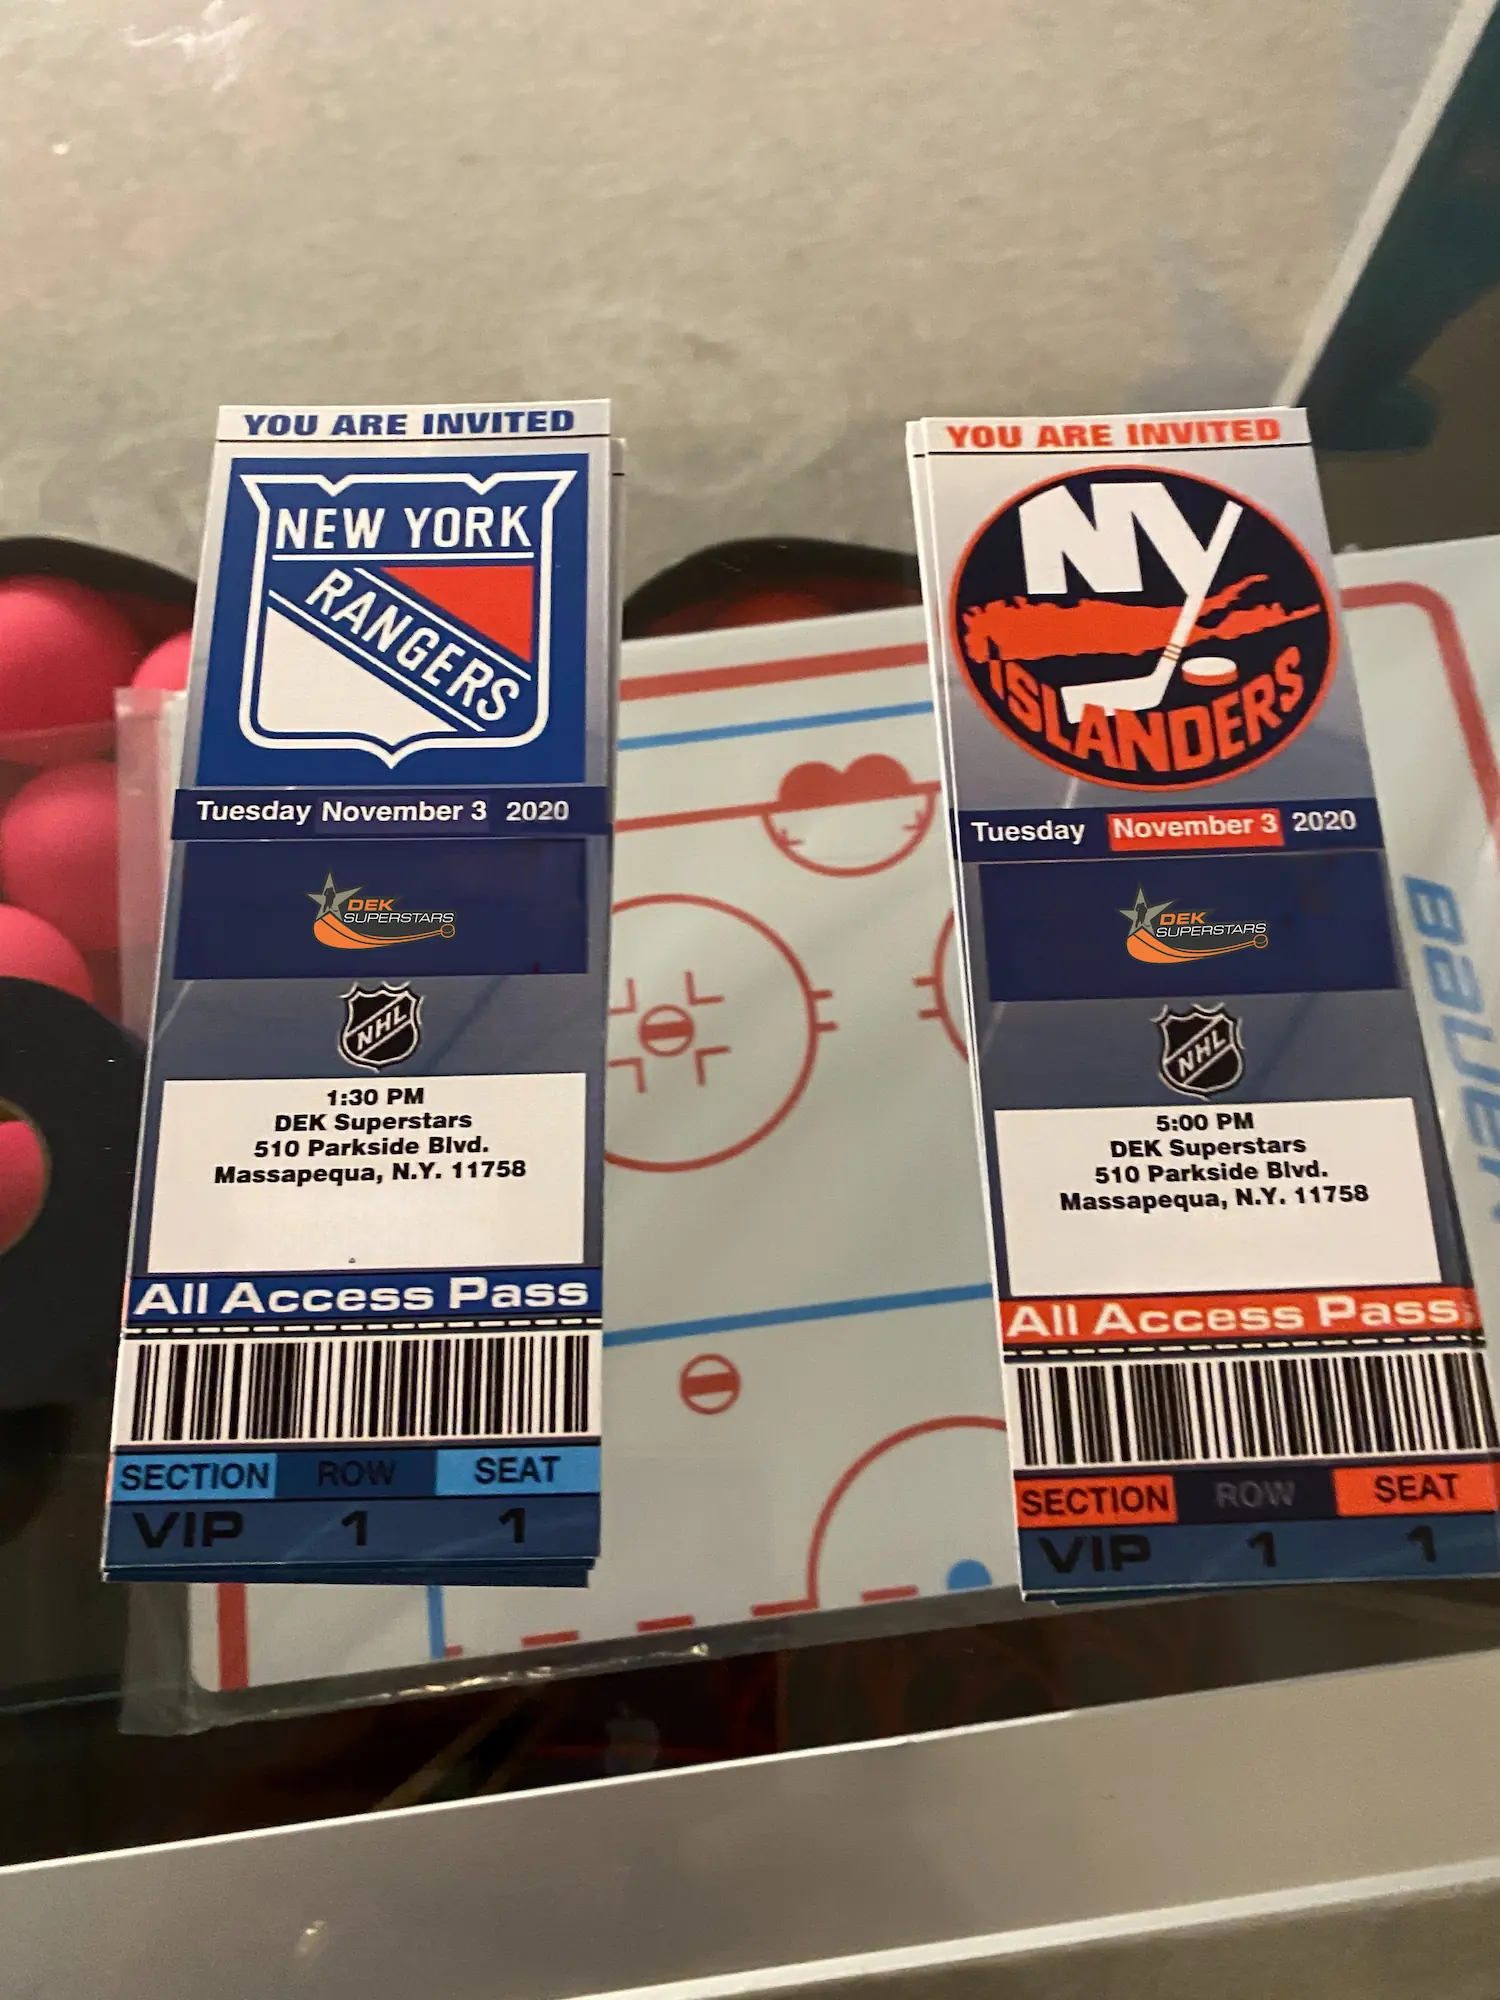 YOU ARE INVITED
NEW YORK
RANGERS
Tuesday November 3 2020
DEK
SUPERSTARS
NHL
1:30 PM
DEK Superstars
510 Parkside Blvd.
Massapequa, N.Y. 11758
All Access Pass
SECTION ROW SEAT
VIP 1 1
YOU ARE INVITED
NY
ISLANDERS
Tuesday November 3 2020
DEK
SUPERSTARS
NHL
5:00 PM
DEK Superstars
510 Parkside Blvd.
Massapequa, N.Y. 11758
All Access Pass
SECTION ROW SEAT
VIP 1 1
BAUER